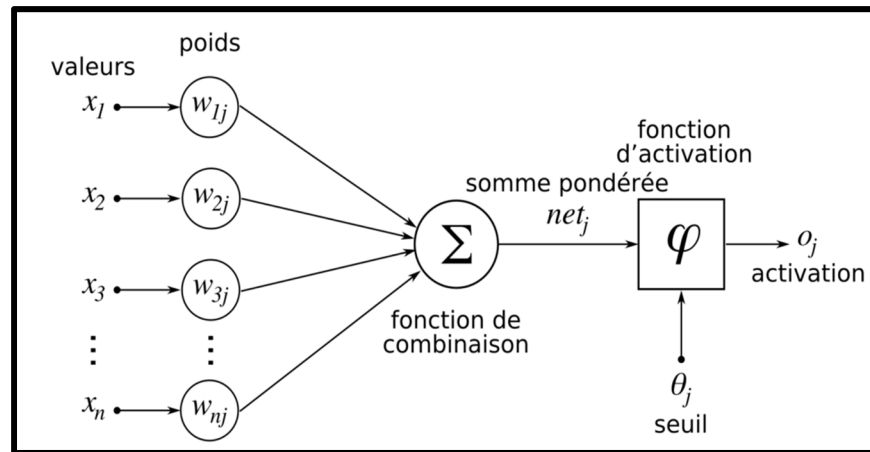 poids
valeurs
x1
w1j
x2
w2j
x3
w3j
⋮ ⋮
xn
wnj
Σ
fonction de
combinaison
somme pondérée
netj
fonction
d'activation
φ
oj
activation
θj
seuil